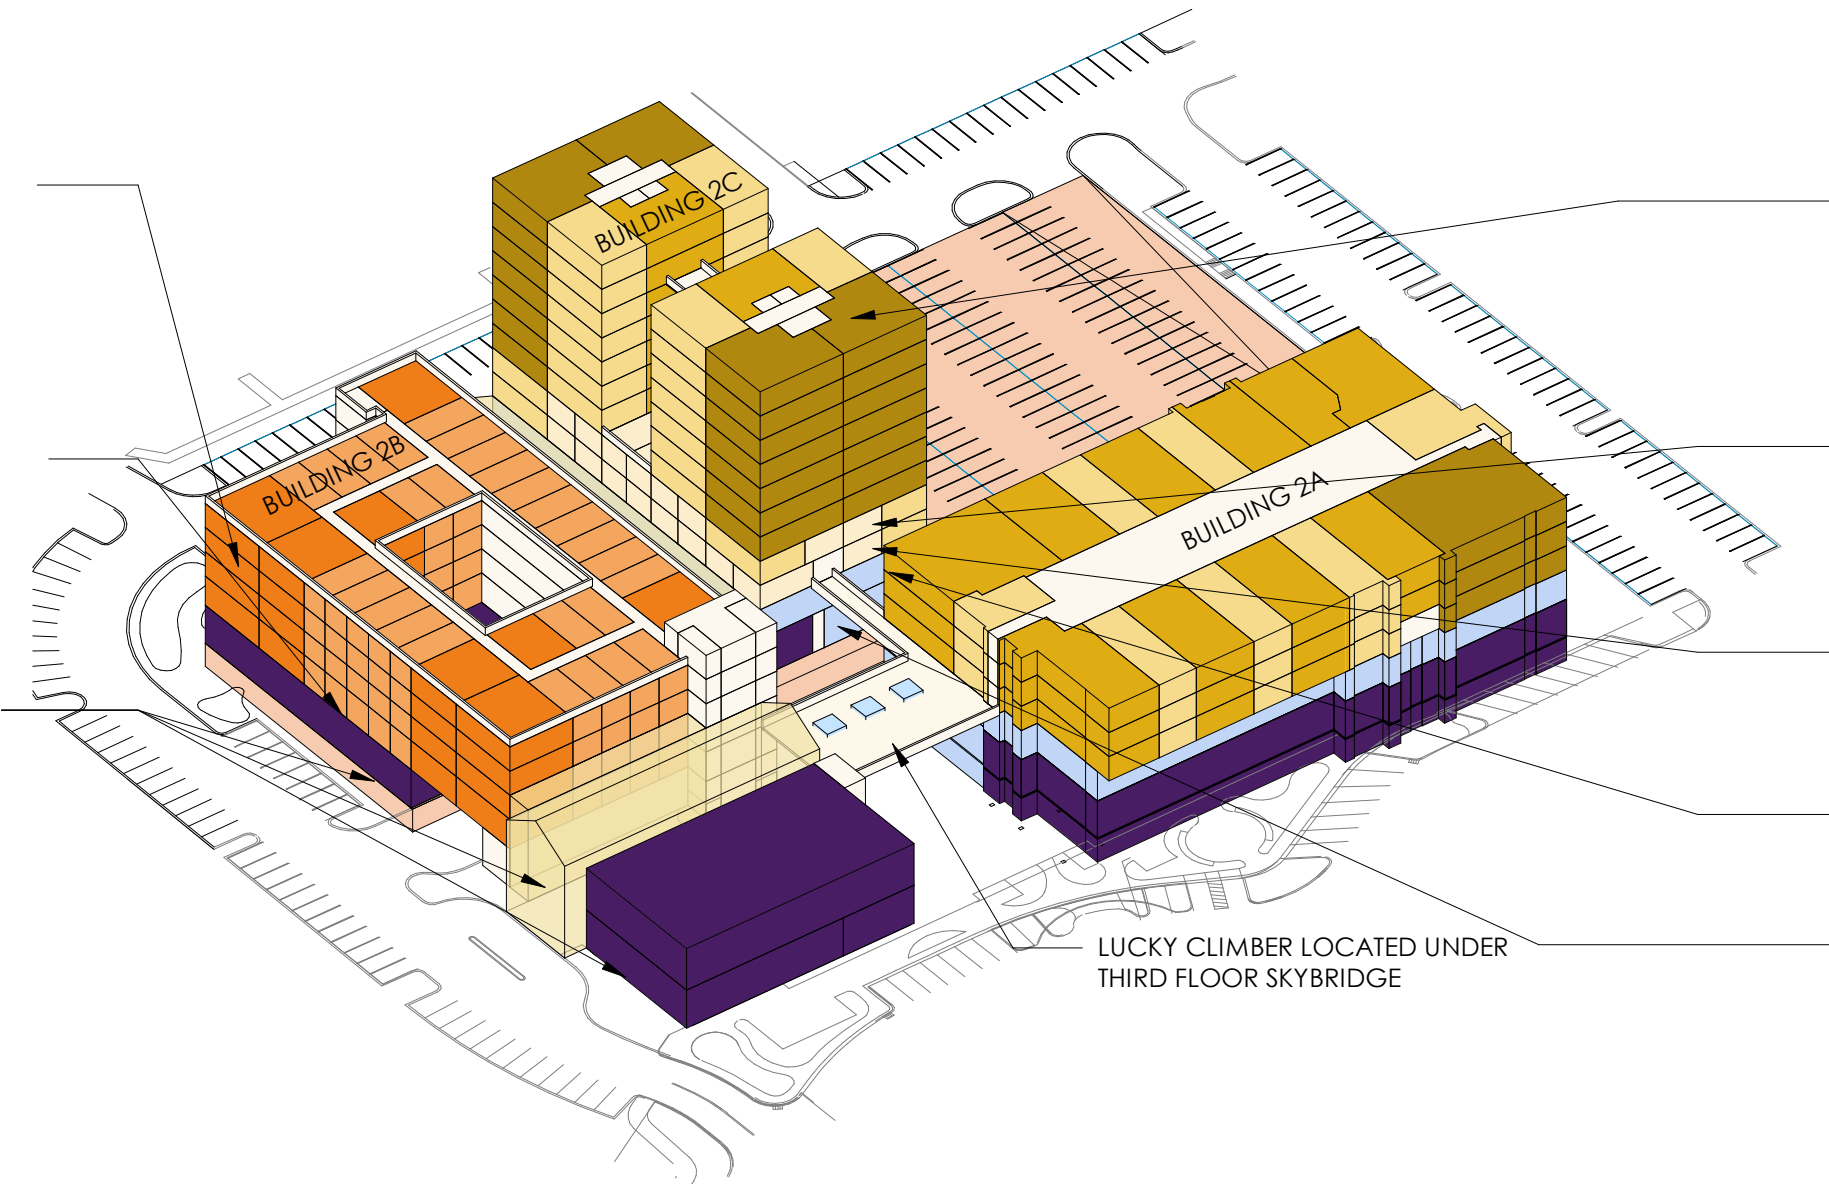 BUILDING 2C
BUILDING 2B
BUILDING 2A
LUCKY CLIMBER LOCATED UNDER
THIRD FLOOR SKYBRIDGE